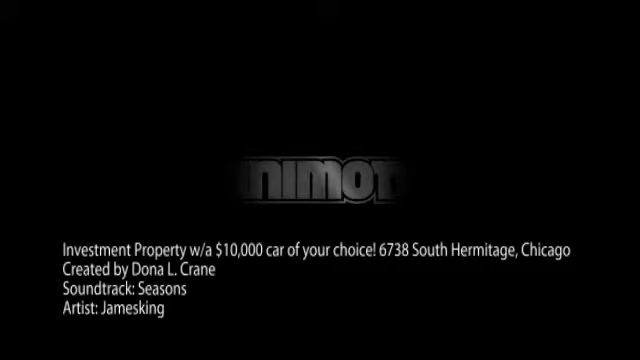 nimot
Investment Property w/a $10,000 car of your choice! 6738 South Hermitage, Chicago
Created by Dona L. Crane
Soundtrack: Seasons
Artist: Jamesking